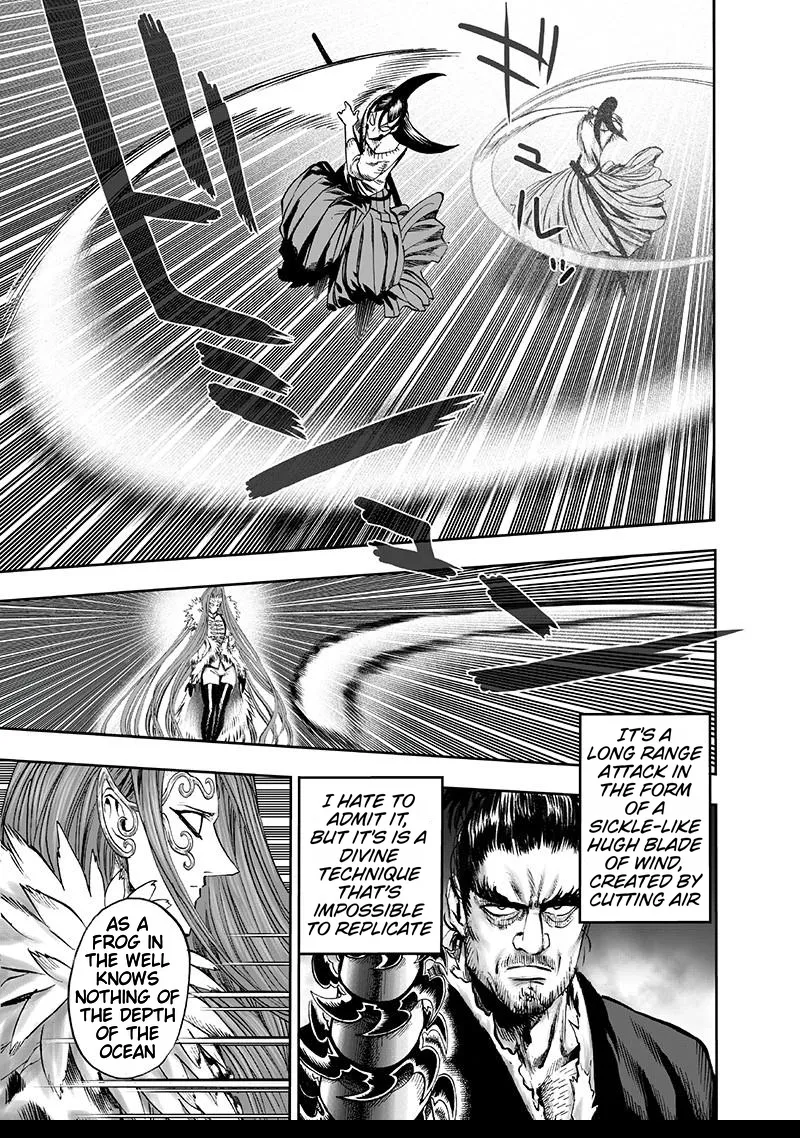 IT'S A
LONG RANGE
ATTACK IN
THE FORM
OF A
SICKLE-LIKE
HUGH BLADE
OF WIND,
CREATED BY
CUTTING AIR
I HATE TO
ADMIT IT,
BUT IT'S IS A
DIVINE
TECHNIQUE
THAT'S
IMPOSSIBLE
TO REPLICATE
AS A
FROG IN
THE WELL
KNOWS
NOTHING OF
THE DEPTH
OF THE
OCEAN